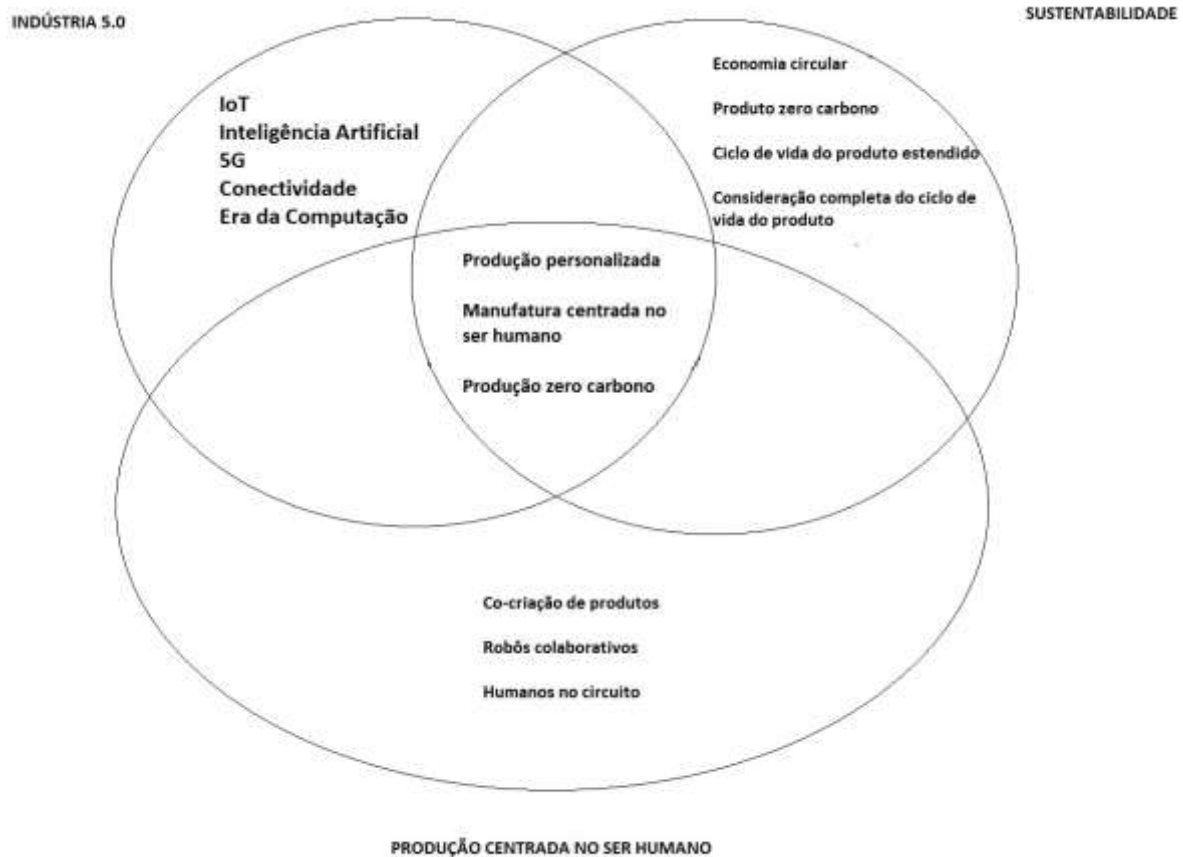 INDÚSTRIA 5.0
SUSTENTABILIDADE
IoT
Inteligência Artificial
5G
Conectividade
Era da Computação
Economia circular
Produto zero carbono
Ciclo de vida do produto estendido
Consideração completa do ciclo de
vida do produto
Produção personalizada
Manufatura centrada no
ser humano
Produção zero carbono
Co-criação de produtos
Robôs colaborativos
Humanos no circuito
PRODUÇÃO CENTRADA NO SER HUMANO